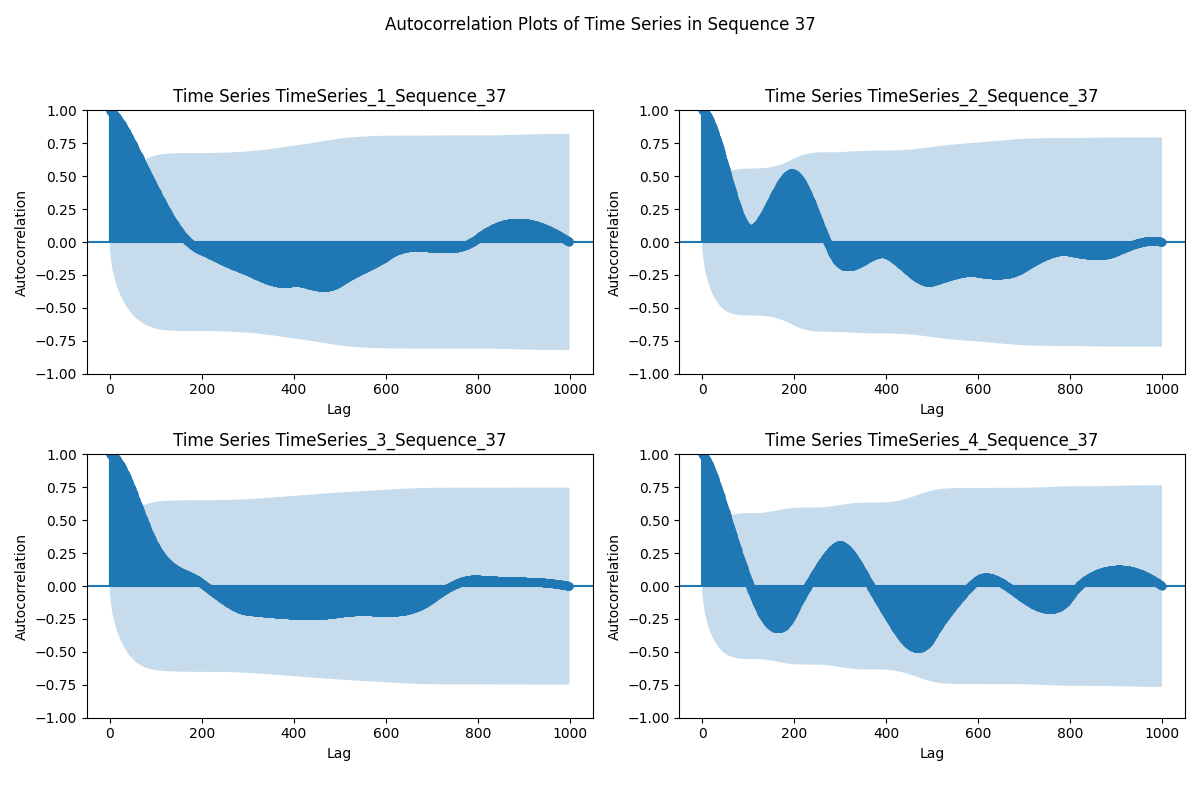 Autocorrelation Plots of Time Series in Sequence 37
Time Series TimeSeries_1_Sequence_37
Autocorrelation
1.00
0.75
0.50
0.25
0.00
−0.25
−0.50
−0.75
−1.00
0 200 400 600 800 1000
Lag
Time Series TimeSeries_2_Sequence_37
Autocorrelation
1.00
0.75
0.50
0.25
0.00
−0.25
−0.50
−0.75
−1.00
0 200 400 600 800 1000
Lag
Time Series TimeSeries_3_Sequence_37
Autocorrelation
1.00
0.75
0.50
0.25
0.00
−0.25
−0.50
−0.75
−1.00
0 200 400 600 800 1000
Lag
Time Series TimeSeries_4_Sequence_37
Autocorrelation
1.00
0.75
0.50
0.25
0.00
−0.25
−0.50
−0.75
−1.00
0 200 400 600 800 1000
Lag